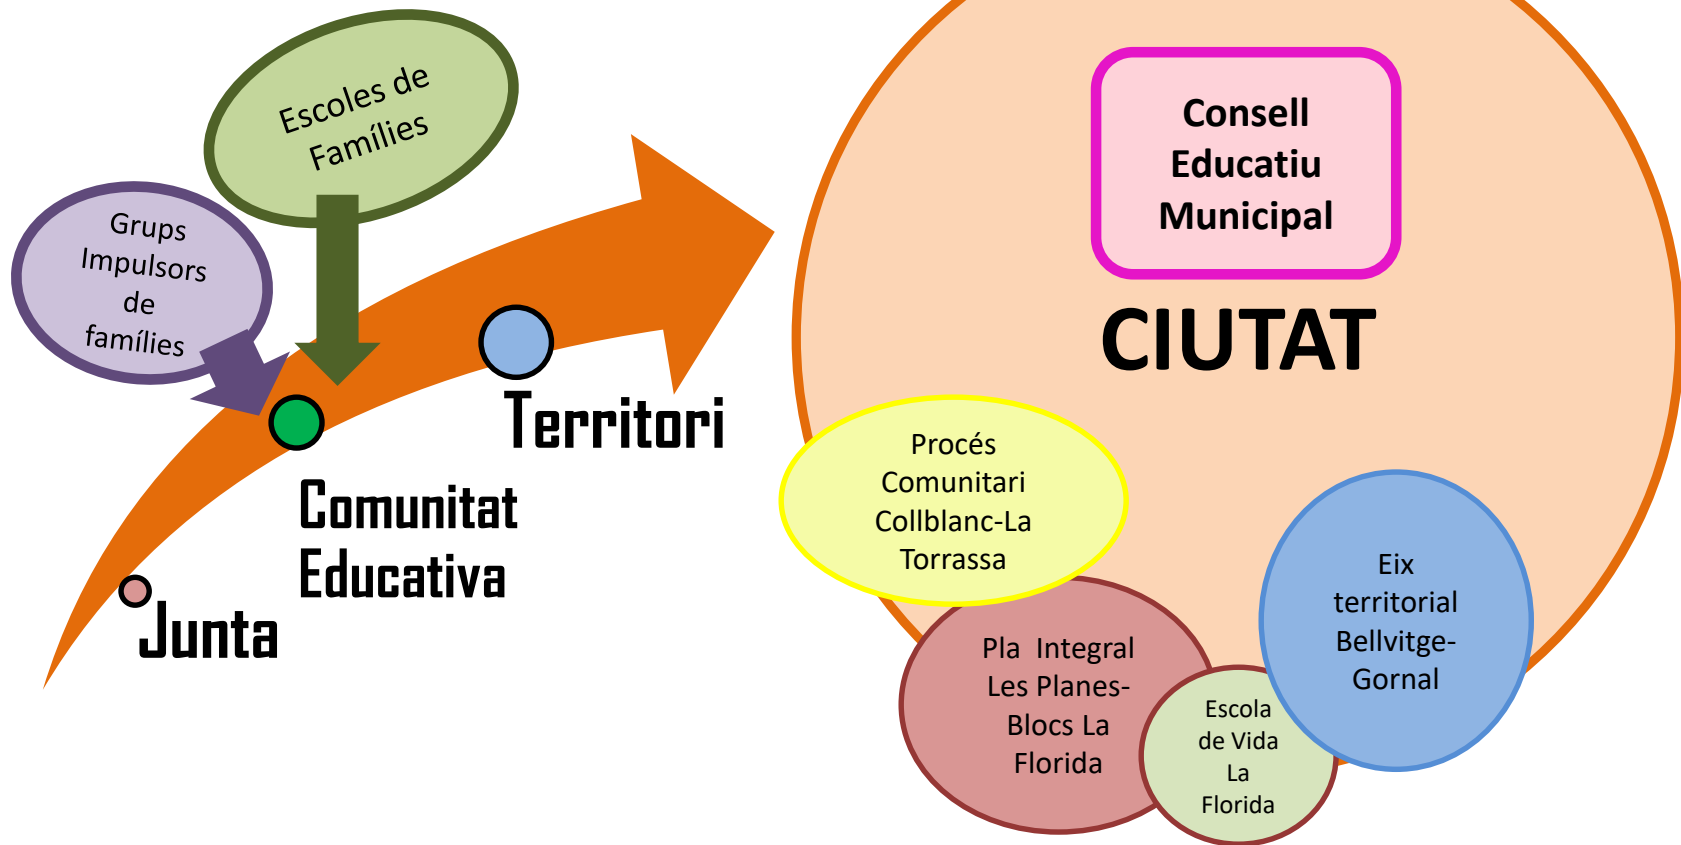 Escoles de
Famílies
Grups
Impulsors
de
famílies
Territori
Comunitat
Educativa
Junta
Consell
Educatiu
Municipal
CIUTAT
Procés
Comunitari
Collblanc-La
Torrassa
Pla  Integral
Les Planes-
Blocs La
Florida
Escola
de Vida
La
Florida
Eix
territorial
Bellvitge-
Gornal